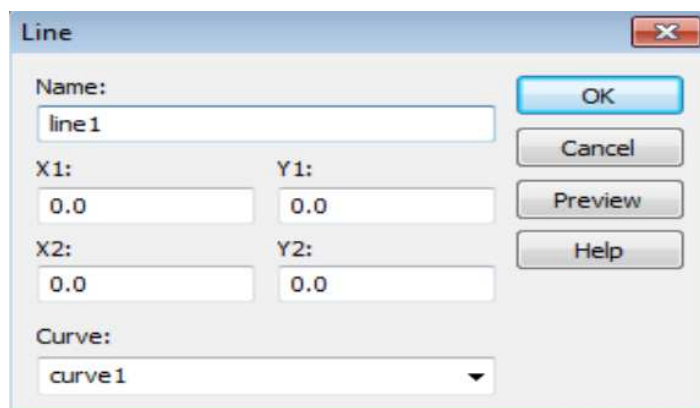 Line
Name:
line1
OK
Cancel
X1:
Y1:
0.0
0.0
Preview
X2:
Y2:
Help
0.0
0.0
Curve:
curve1